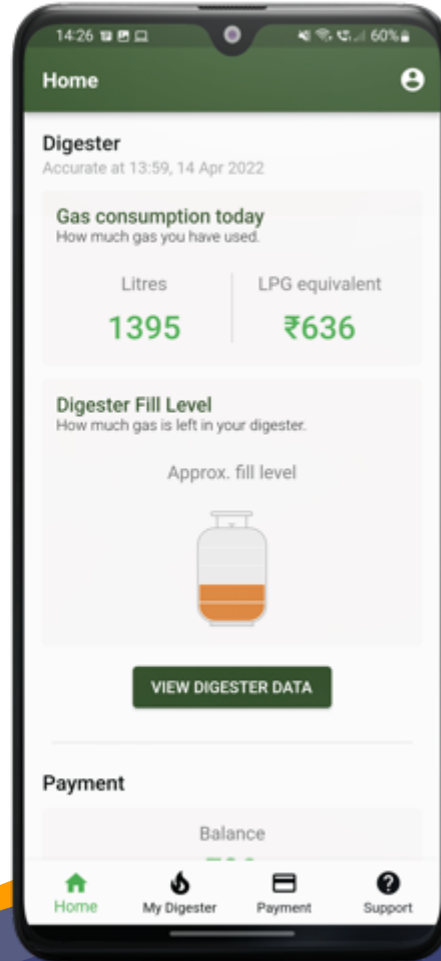 14:26 60%
Home
Digester
Accurate at 13:59, 14 Apr 2022
Gas consumption today
How much gas you have used.
Litres LPG equivalent
1395 ₹636
Digester Fill Level
How much gas is left in your digester.
Approx. fill level
VIEW DIGESTER DATA
Payment
Balance
Home My Digester Payment Support